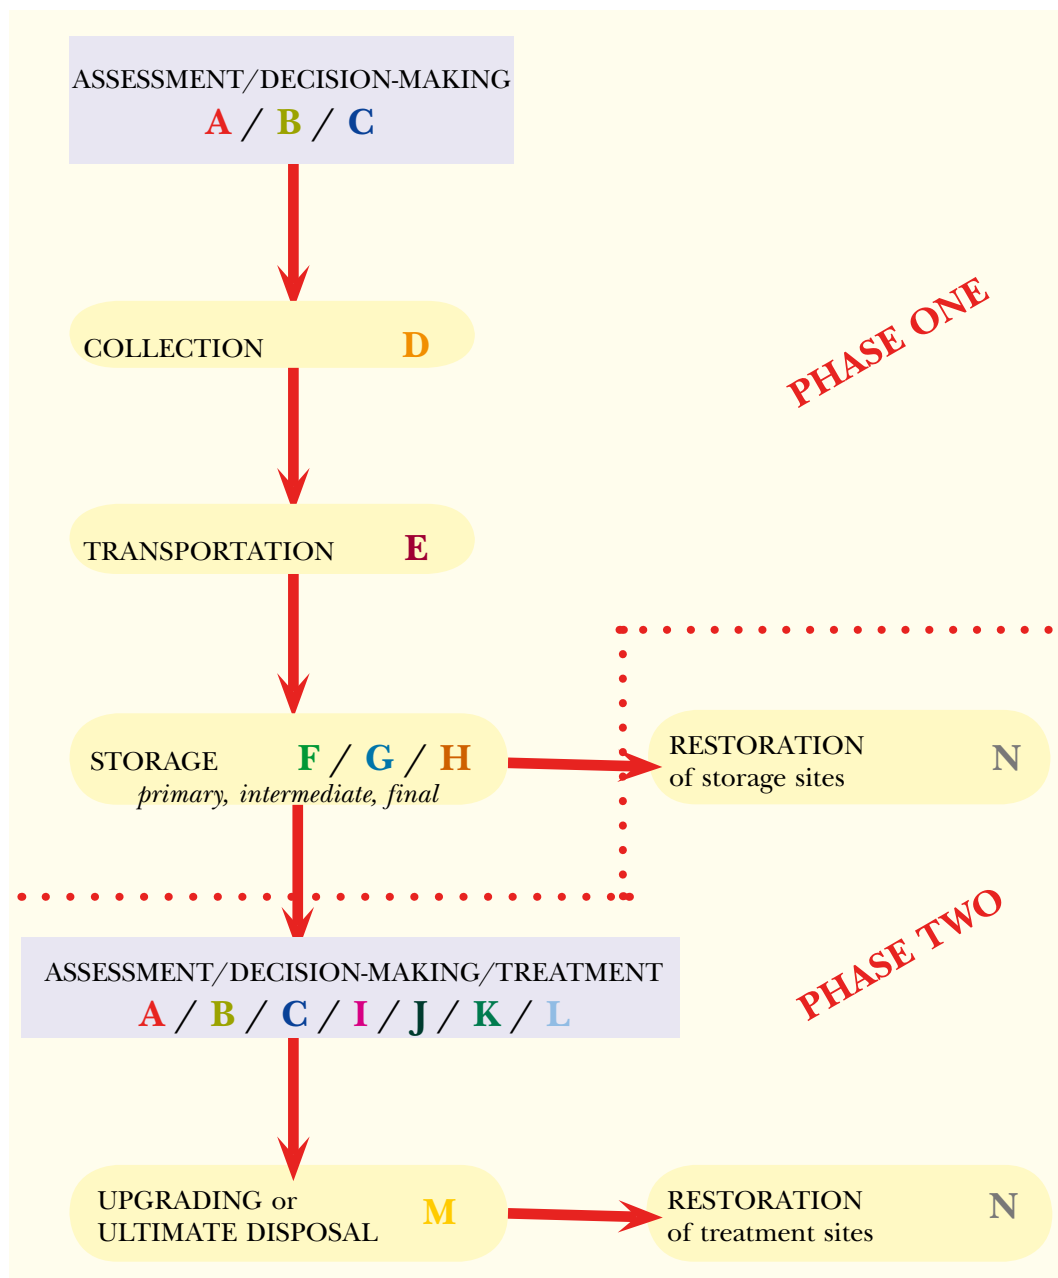 ASSESSMENT/DECISION-MAKING
A / B / C
PHASE ONE
COLLECTION D
TRANSPORTATION E
STORAGE F / G / H
primary, intermediate, final
RESTORATION
of storage sites
N
PHASE TWO
ASSESSMENT/DECISION-MAKING/TREATMENT
A / B / C / I / J / K / L
UPGRADING or
ULTIMATE DISPOSAL
M
RESTORATION
of treatment sites
N